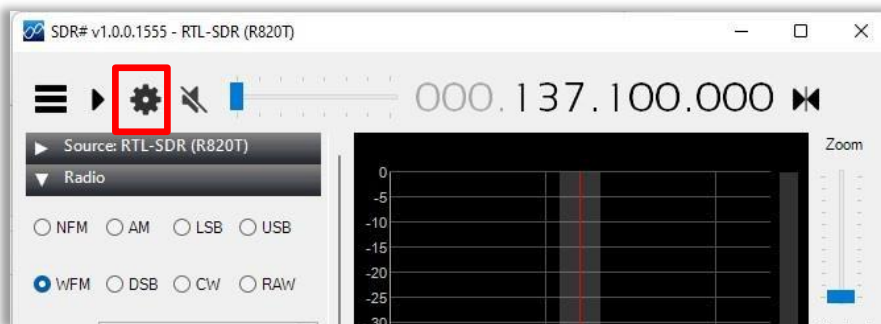 SDR# v1.0.0.1555 - RTL-SDR (R820T)
000.137.100.000
Source: RTL-SDR (R820T)
Zoom
Radio
0
-5
-10
-15
-20
-25
-30
NFM AM LSB USB
WFM DSB CW RAW